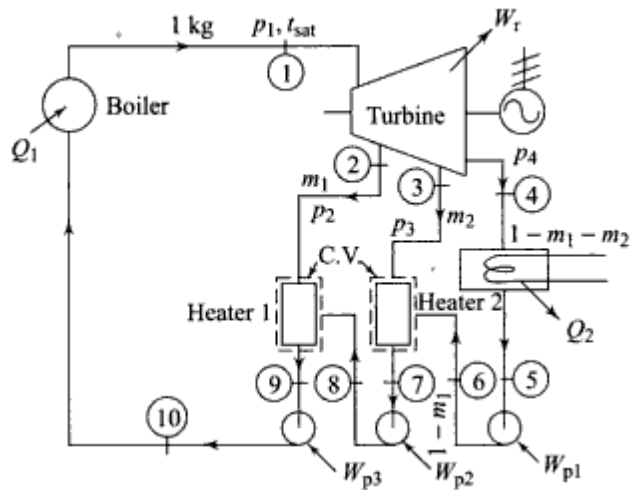 1 kg
p1, tsat
1
Wr
Boiler
Q1
Turbine
2
3
p4
4
m1
p2
p3
m2
1 – m1 – m2
C.V.
Heater 1
Heater 2
Q2
9
8
7
6
5
1 – m1
10
Wp3
Wp2
Wp1